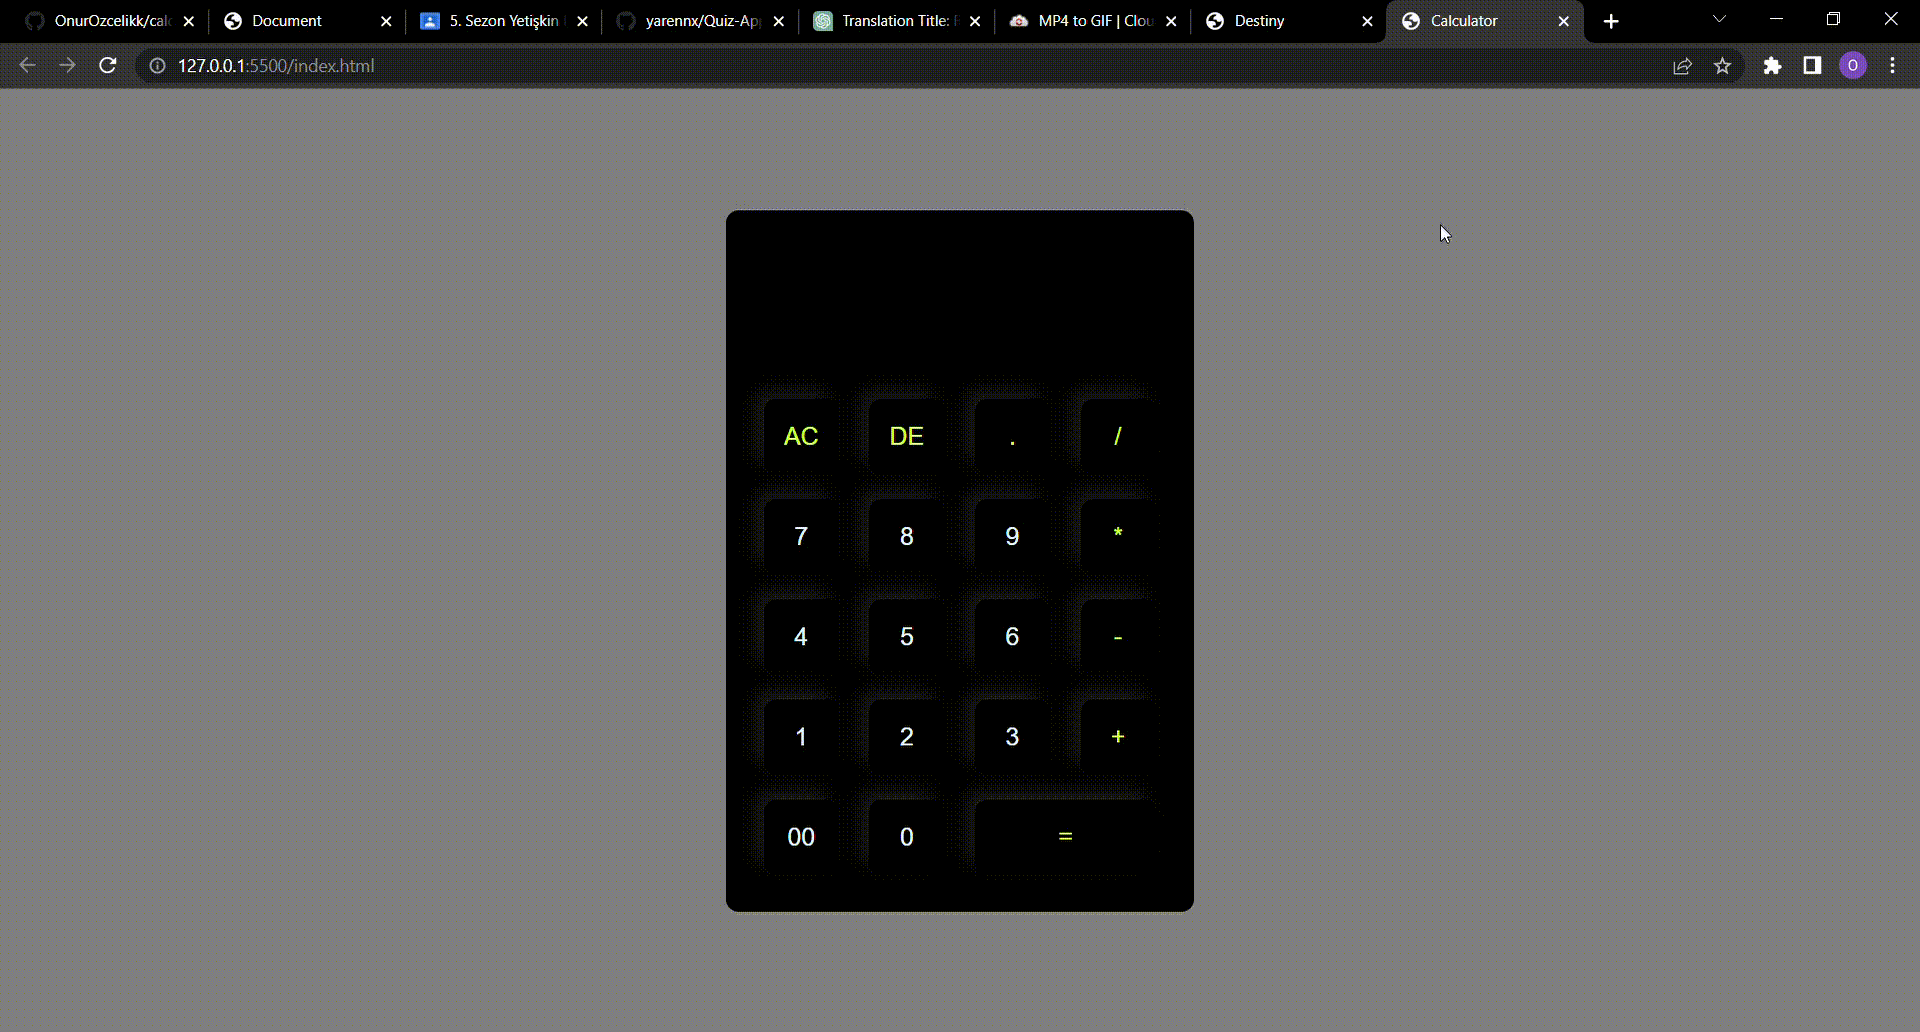 OnurOzcelikk/calc
Document
5. Sezon Yetişkin
yarennx/Quiz-App
Translation Title:
MP4 to GIF | Clou
Destiny
Calculator
127.0.0.1:5500/index.html
O
AC DE . /
7 8 9 *
4 5 6 -
1 2 3 +
00 0 =